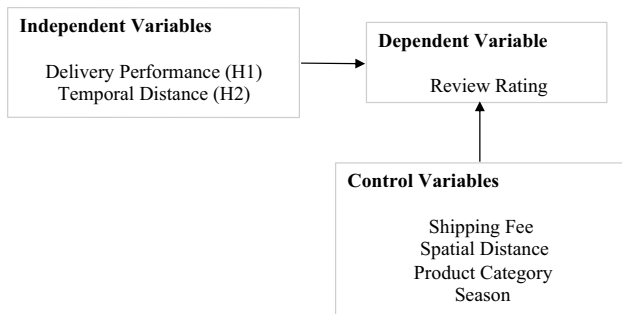 Independent Variables
Delivery Performance (H1)
Temporal Distance (H2)
Dependent Variable
Review Rating
Control Variables
Shipping Fee
Spatial Distance
Product Category
Season